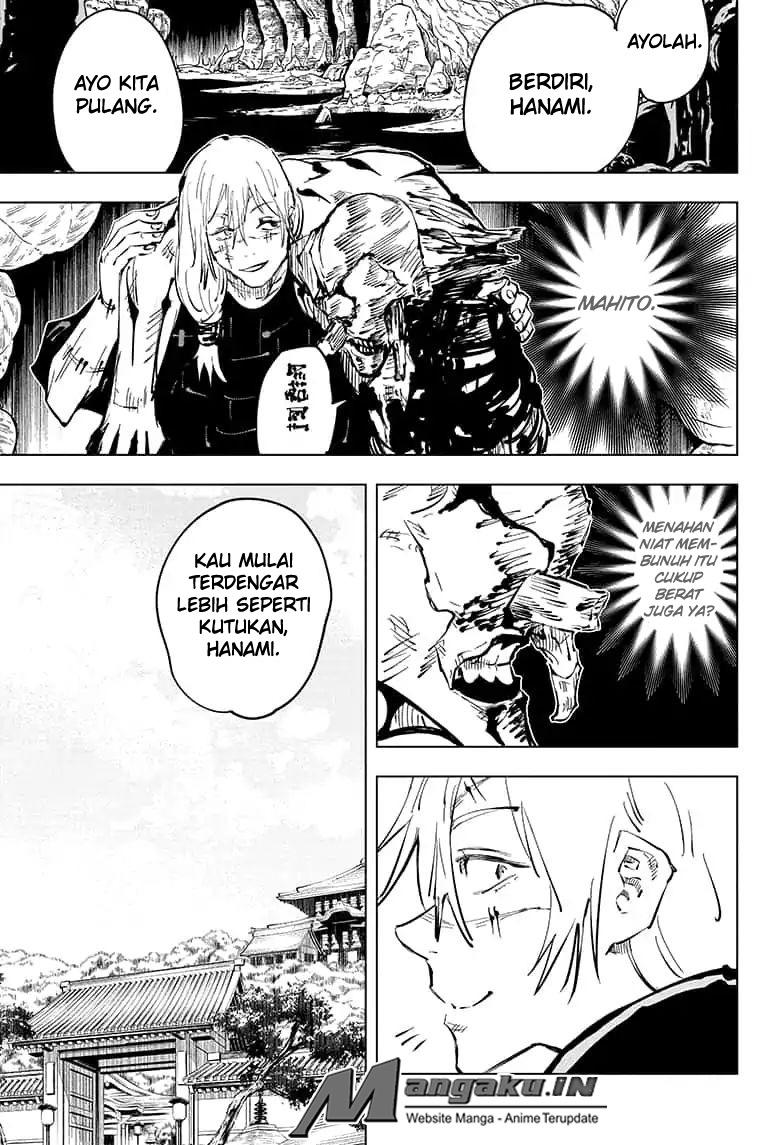 AYOLAH.
BERDIRI,
HANAMI.
AYO KITA
PULANG.
MAHITO.
MENAHAN
NIAT MEM-
BUNUH ITU
CUKUP
BERAT
JUGA YA?
KAU MULAI
TERDENGAR
LEBIH SEPERTI
KUTUKAN,
HANAMI.
Mangaku.in
Website Manga - Anime Terupdate